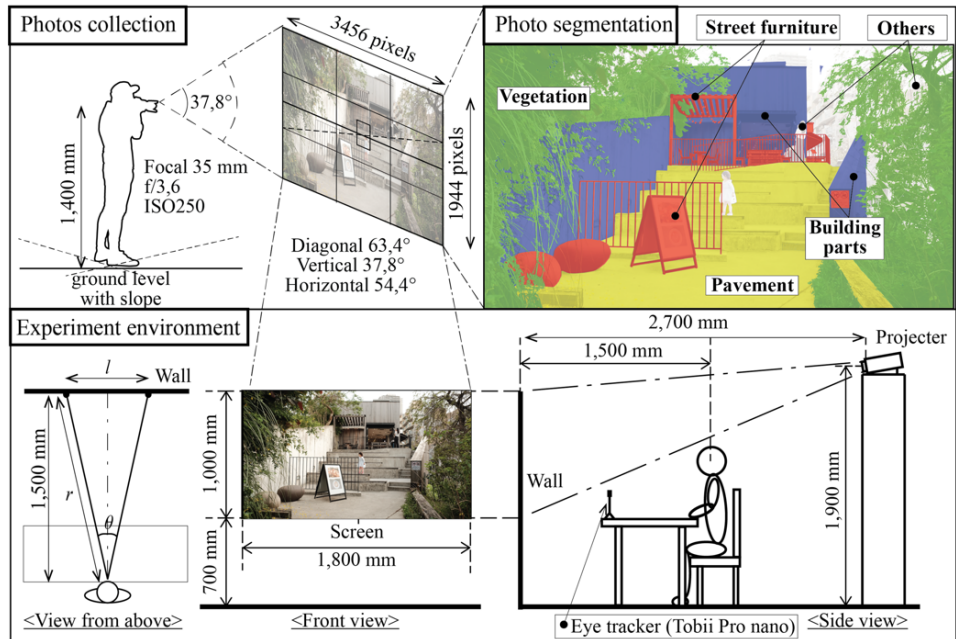 Photos collection
3456 pixels
1944 pixels
37,8°
1,400 mm
Focal 35 mm
f/3,6
ISO250
Diagonal 63,4°
Vertical 37,8°
Horizontal 54,4°
ground level
with slope
Photo segmentation
Street furniture
Others
Vegetation
Building
parts
Pavement
Experiment environment
l
Wall
1,500 mm
r
θ
<View from above>
1,000 mm
700 mm
Screen
1,800 mm
<Front view>
2,700 mm
1,500 mm
Projecter
Wall
1,900 mm
Eye tracker (Tobii Pro nano)
<Side view>